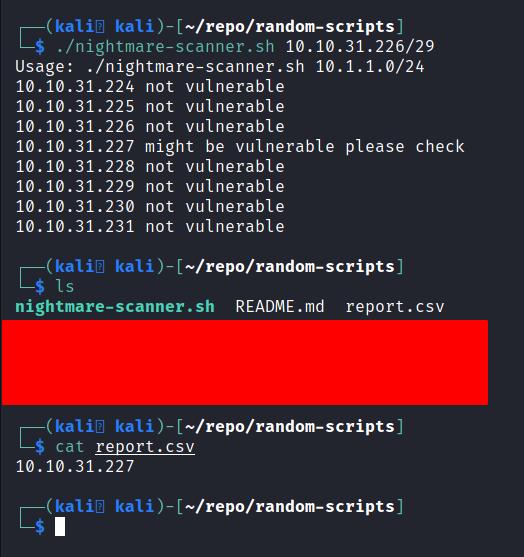 ┌──(kali㉿ kali)-[~/repo/random-scripts]
└─$ ./nightmare-scanner.sh 10.10.31.226/29
Usage: ./nightmare-scanner.sh 10.1.1.0/24
10.10.31.224 not vulnerable
10.10.31.225 not vulnerable
10.10.31.226 not vulnerable
10.10.31.227 might be vulnerable please check
10.10.31.228 not vulnerable
10.10.31.229 not vulnerable
10.10.31.230 not vulnerable
10.10.31.231 not vulnerable
┌──(kali㉿ kali)-[~/repo/random-scripts]
└─$ ls
nightmare-scanner.sh  README.md  report.csv
┌──(kali㉿ kali)-[~/repo/random-scripts]
└─$ cat report.csv
10.10.31.227
┌──(kali㉿ kali)-[~/repo/random-scripts]
└─$